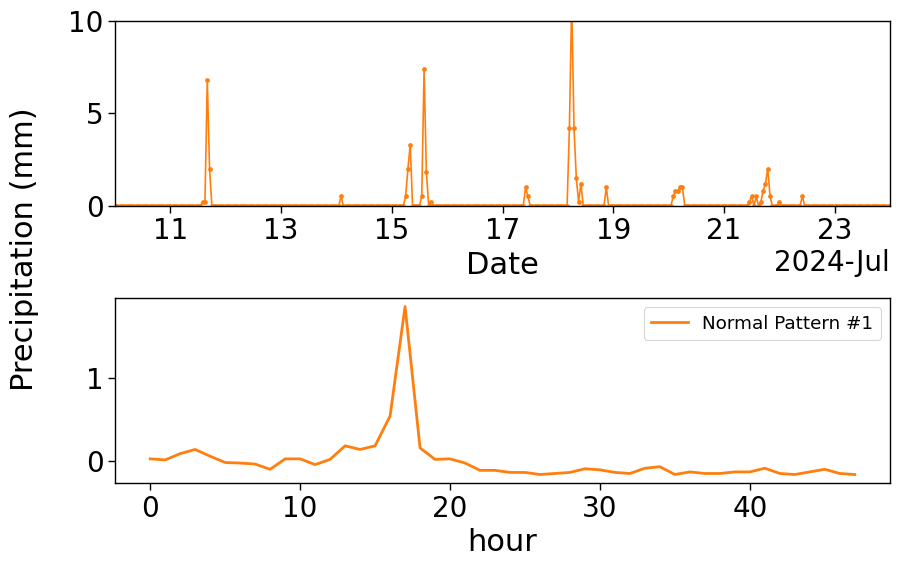 Precipitation (mm)
10
5
0
11 13 15 17 19 21 23
Date
2024-Jul
Normal Pattern #1
1
0
0 10 20 30 40
hour